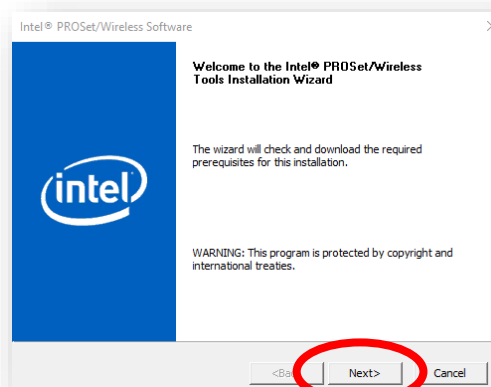 Intel® PROSet/Wireless Software
Welcome to the Intel® PROSet/Wireless
Tools Installation Wizard
The wizard will check and download the required
prerequisites for this installation.
intel
WARNING: This program is protected by copyright and
international treaties.
Next>
Cancel